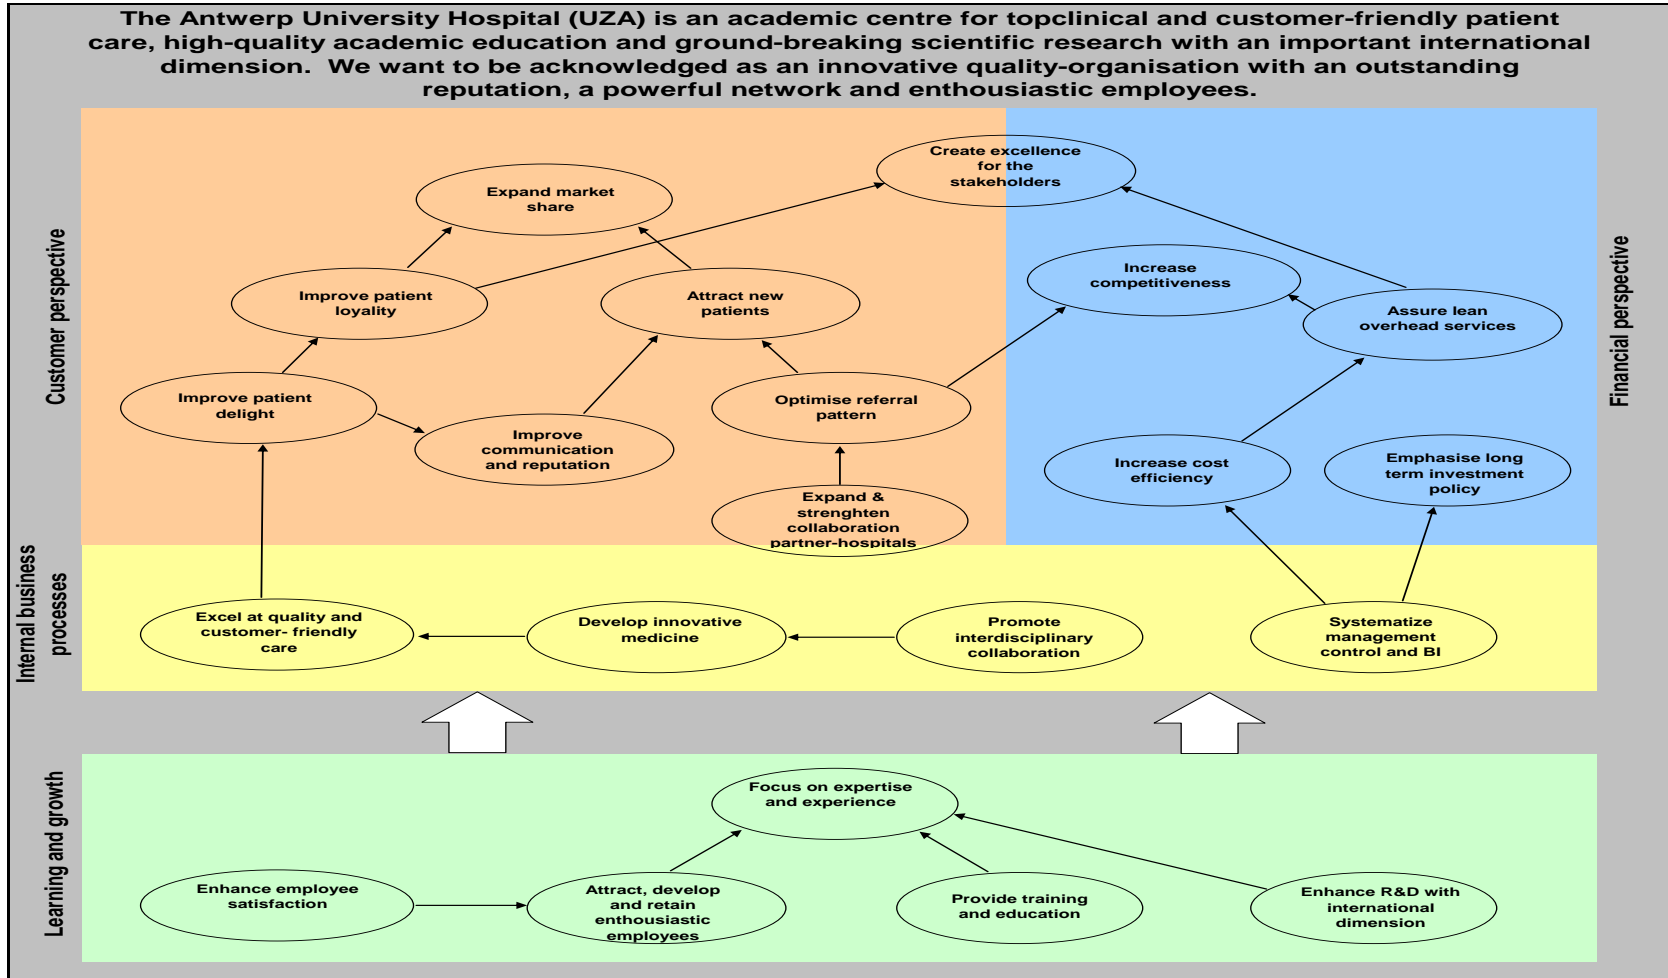 The Antwerp University Hospital (UZA) is an academic centre for topclinical and customer-friendly patient
care, high-quality academic education and ground-breaking scientific research with an important international
dimension.  We want to be acknowledged as an innovative quality-organisation with an outstanding
reputation, a powerful network and enthousiastic employees.
Customer perspective
Financial perspective
Create excellence
for the
stakeholders
Expand market
share
Improve patient
loyality
Attract new
patients
Increase
competitiveness
Assure lean
overhead services
Improve patient
delight
Improve
communication
and reputation
Optimise referral
pattern
Increase cost
efficiency
Emphasise long
term investment
policy
Expand &
strenghten
collaboration
partner-hospitals
Internal business
processes
Excel at quality and
customer- friendly
care
Develop innovative
medicine
Promote
interdisciplinary
collaboration
Systematize
management
control and BI
Learning and growth
Focus on expertise
and experience
Enhance employee
satisfaction
Attract, develop
and retain
enthousiastic
employees
Provide training
and education
Enhance R&D with
international
dimension